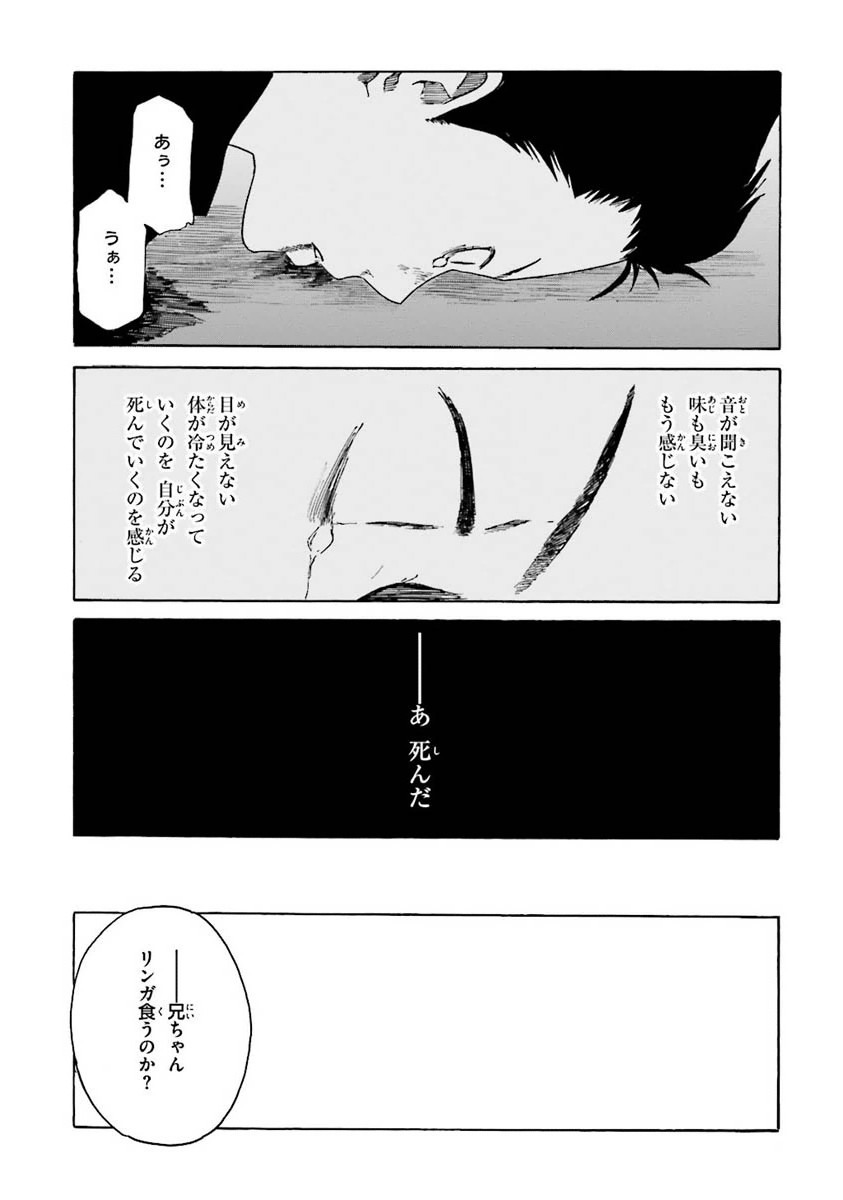 あぅ…
うぁ…
音が聞こえない
味も臭いも
もう感じない
目が見えない
体が冷たくなって
いくのを 自分が
死んでいくのを感じる
――あ 死んだ
――兄ちゃん
リンガ食うのか?